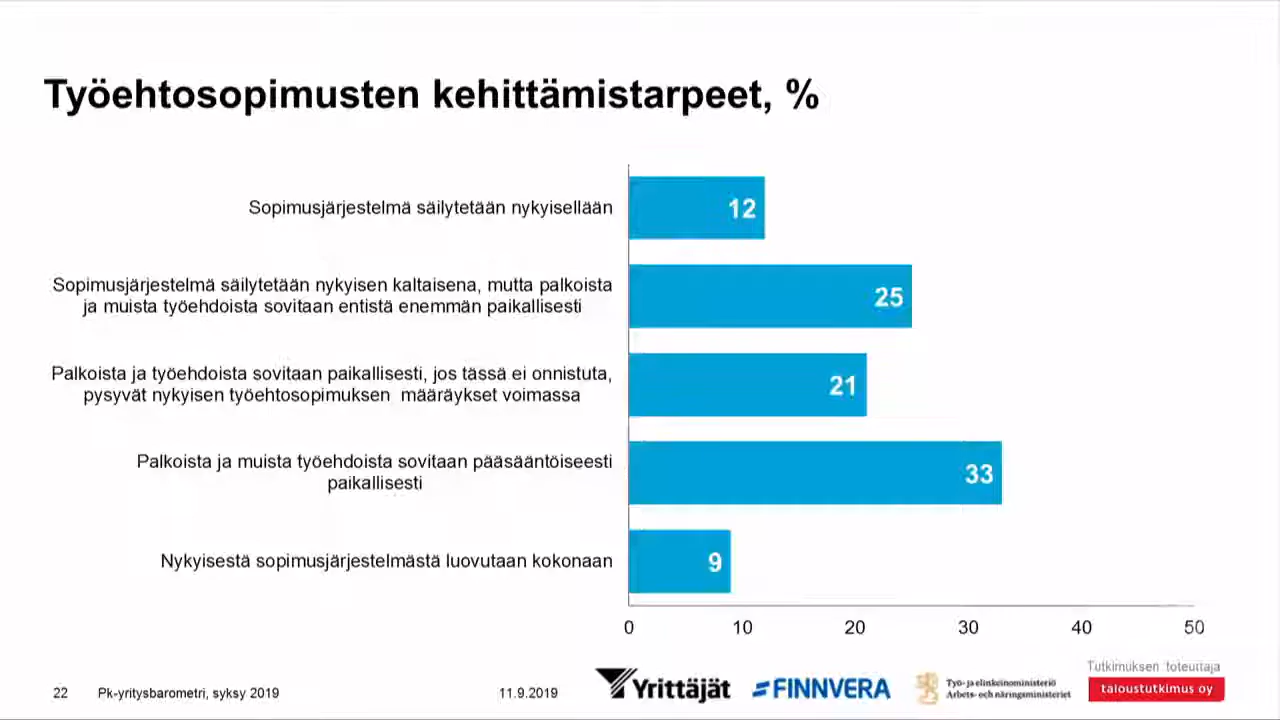 Työehtosopimusten kehittämistarpeet, %
Sopimusjärjestelmä säilytetään nykyisellään
12
Sopimusjärjestelmä säilytetään nykyisen kaltaisena, mutta palkoista
ja muista työehdoista sovitaan entistä enemmän paikallisesti
25
Palkoista ja työehdoista sovitaan paikallisesti, jos tässä ei onnistuta,
pysyvät nykyisen työehtosopimuksen määräykset voimassa
21
Palkoista ja muista työehdoista sovitaan pääsääntöiseesti
paikallisesti
33
Nykyisestä sopimusjärjestelmästä luovutaan kokonaan
9
0 10 20 30 40 50
22 Pk-yritysbarometri, syksy 2019 11.9.2019
Yrittäjät
FINNVERA
Työ- ja elinkeinoministeriö
Arbets- och näringsministeriet
Tutkimuksen toteuttaja
taloustutkimus oy